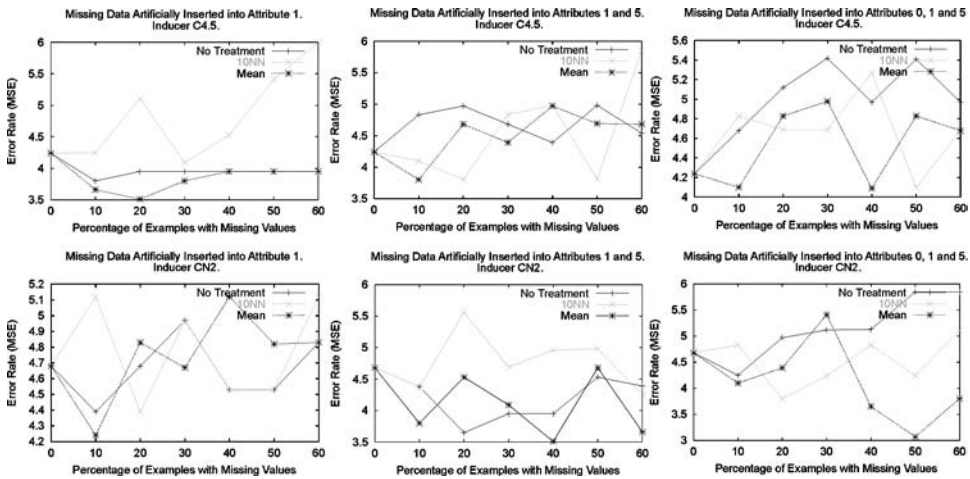 Missing Data Artificially Inserted into Attribute 1.
Inducer C4.5.
No Treatment
10NN
Mean
Error Rate (MSE)
6
5.5
5
4.5
4
3.5
0 10 20 30 40 50 60
Percentage of Examples with Missing Values
Missing Data Artificially Inserted into Attributes 1 and 5.
Inducer C4.5.
No Treatment
10NN
Mean
Error Rate (MSE)
6
5.5
5
4.5
4
3.5
0 10 20 30 40 50 60
Percentage of Examples with Missing Values
Missing Data Artificially Inserted into Attributes 0, 1 and 5
Inducer C4.5.
No Treatment
10NN
Mean
Error Rate (MSE)
5.6
5.4
5.2
5
4.8
4.6
4.4
4.2
4
0 10 20 30 40 50 60
Percentage of Examples with Missing Values
Missing Data Artificially Inserted into Attribute 1.
Inducer CN2.
No Treatment
10NN
Mean
Error Rate (MSE)
5.2
5.1
5
4.9
4.8
4.7
4.6
4.5
4.4
4.3
4.2
0 10 20 30 40 50 60
Percentage of Examples with Missing Values
Missing Data Artificially Inserted into Attributes 1 and 5.
Inducer CN2.
No Treatment
10NN
Mean
Error Rate (MSE)
6
5.5
5
4.5
4
3.5
0 10 20 30 40 50 60
Percentage of Examples with Missing Values
Missing Data Artificially Inserted into Attributes 0, 1 and 5.
Inducer CN2.
No Treatment
10NN
Mean
Error Rate (MSE)
6
5.5
5
4.5
4
3.5
3
0 10 20 30 40 50 60
Percentage of Examples with Missing Values